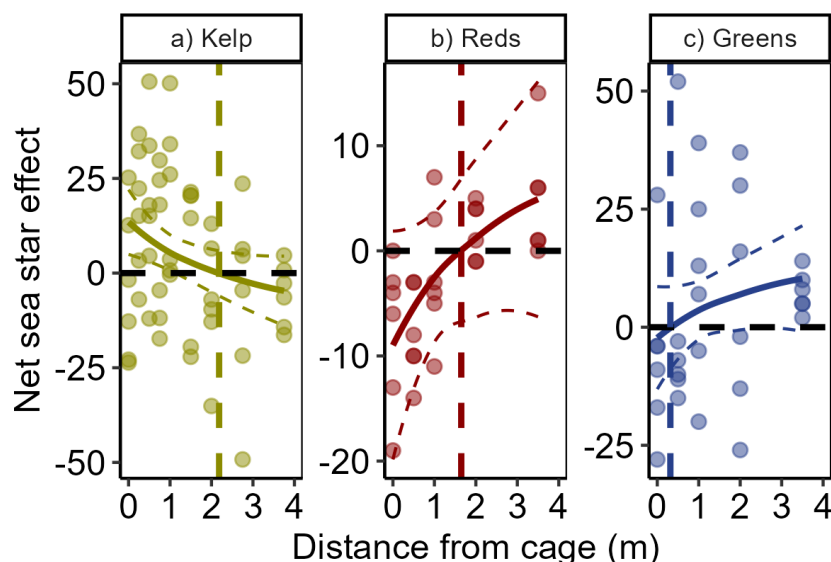 a) Kelp
b) Reds
c) Greens
Net sea star effect
50
25
0
-25
-50
10
0
-10
-20
50
25
0
-25
0 1 2 3 4
0 1 2 3 4
0 1 2 3 4
Distance from cage (m)